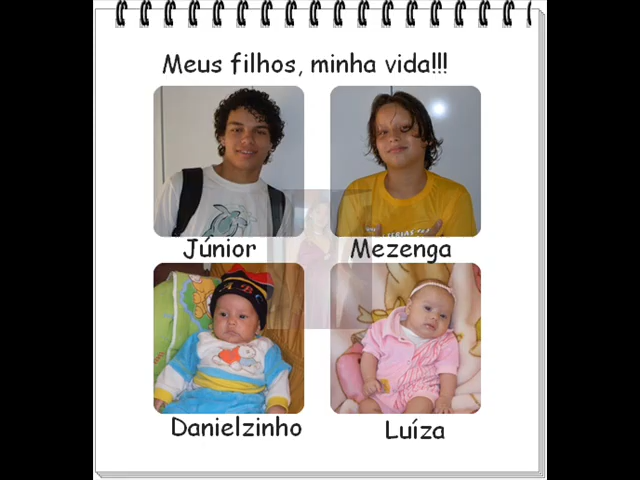 Meus filhos, minha vida!!!
Júnior
Mezenga
Danielzinho
Luíza